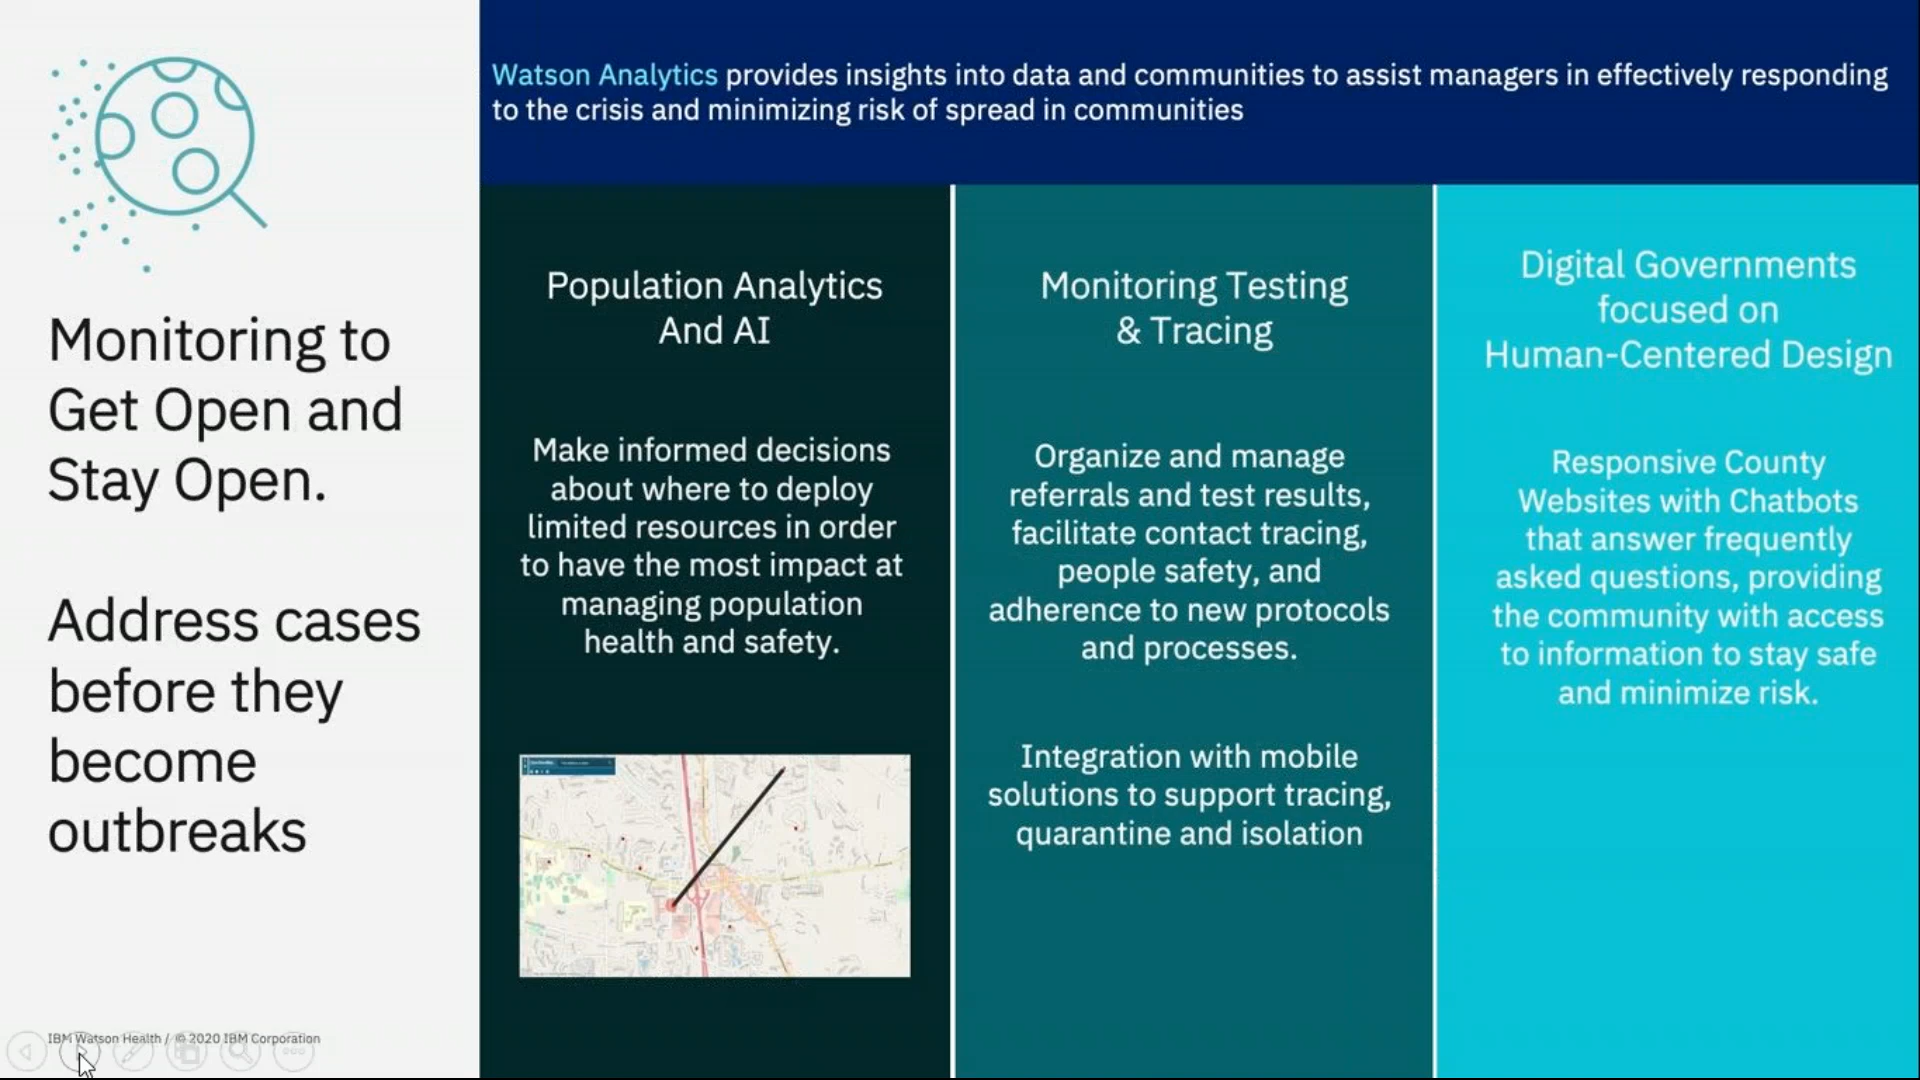 Monitoring to
Get Open and
Stay Open.
Address cases
before they
become
outbreaks
Watson Analytics provides insights into data and communities to assist managers in effectively responding
to the crisis and minimizing risk of spread in communities
Population Analytics
And AI
Make informed decisions
about where to deploy
limited resources in order
to have the most impact at
managing population
health and safety.
Monitoring Testing
& Tracing
Organize and manage
referrals and test results,
facilitate contact tracing,
people safety, and
adherence to new protocols
and processes.
Integration with mobile
solutions to support tracing,
quarantine and isolation
Digital Governments
focused on
Human-Centered Design
Responsive County
Websites with Chatbots
that answer frequently
asked questions, providing
the community with access
to information to stay safe
and minimize risk.
IBM Watson Health / © 2020 IBM Corporation